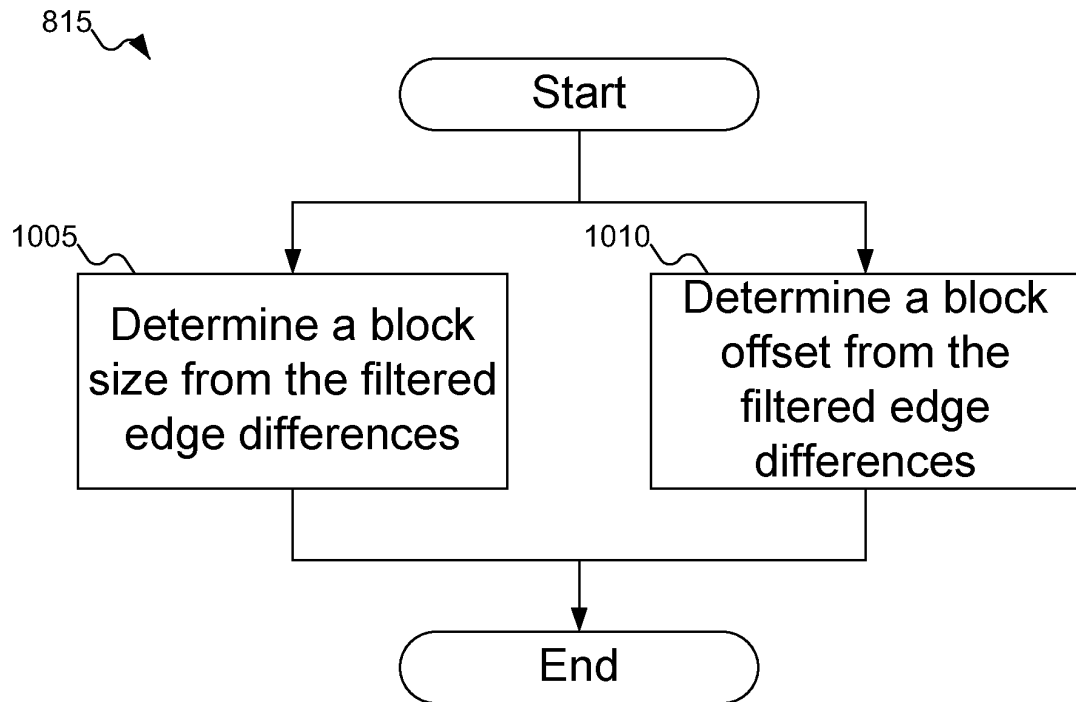 815
Start
1005
1010
Determine a block
size from the filtered
edge differences
Determine a block
offset from the
filtered edge
differences
End